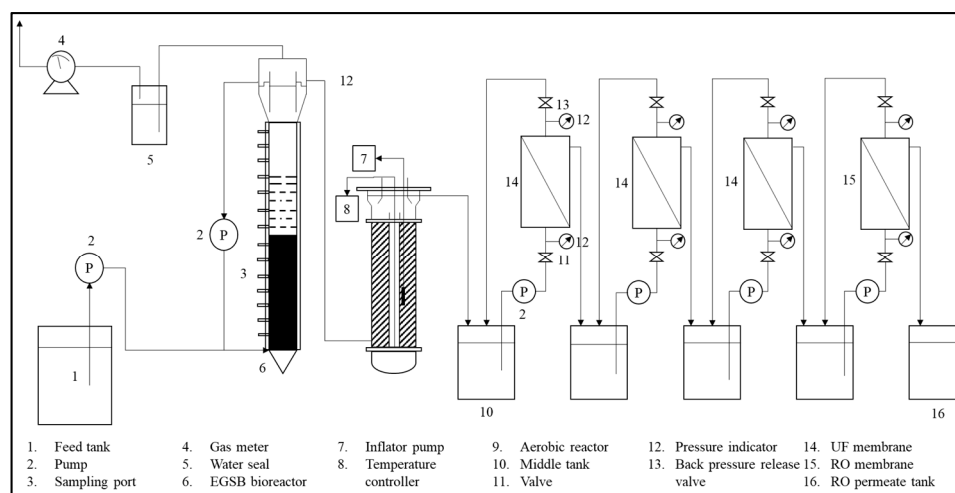 4
12
5
7
8
2
P
2
P
3
1
6
13
12
14
14
14
15
12
11
P
2
P
P
P
10
16
1. Feed tank
2. Pump
3. Sampling port
4. Gas meter
5. Water seal
6. EGSB bioreactor
7. Inflator pump
8. Temperature
controller
9. Aerobic reactor
10. Middle tank
11. Valve
12. Pressure indicator
13. Back pressure release
valve
14. UF membrane
15. RO membrane
16. RO permeate tank